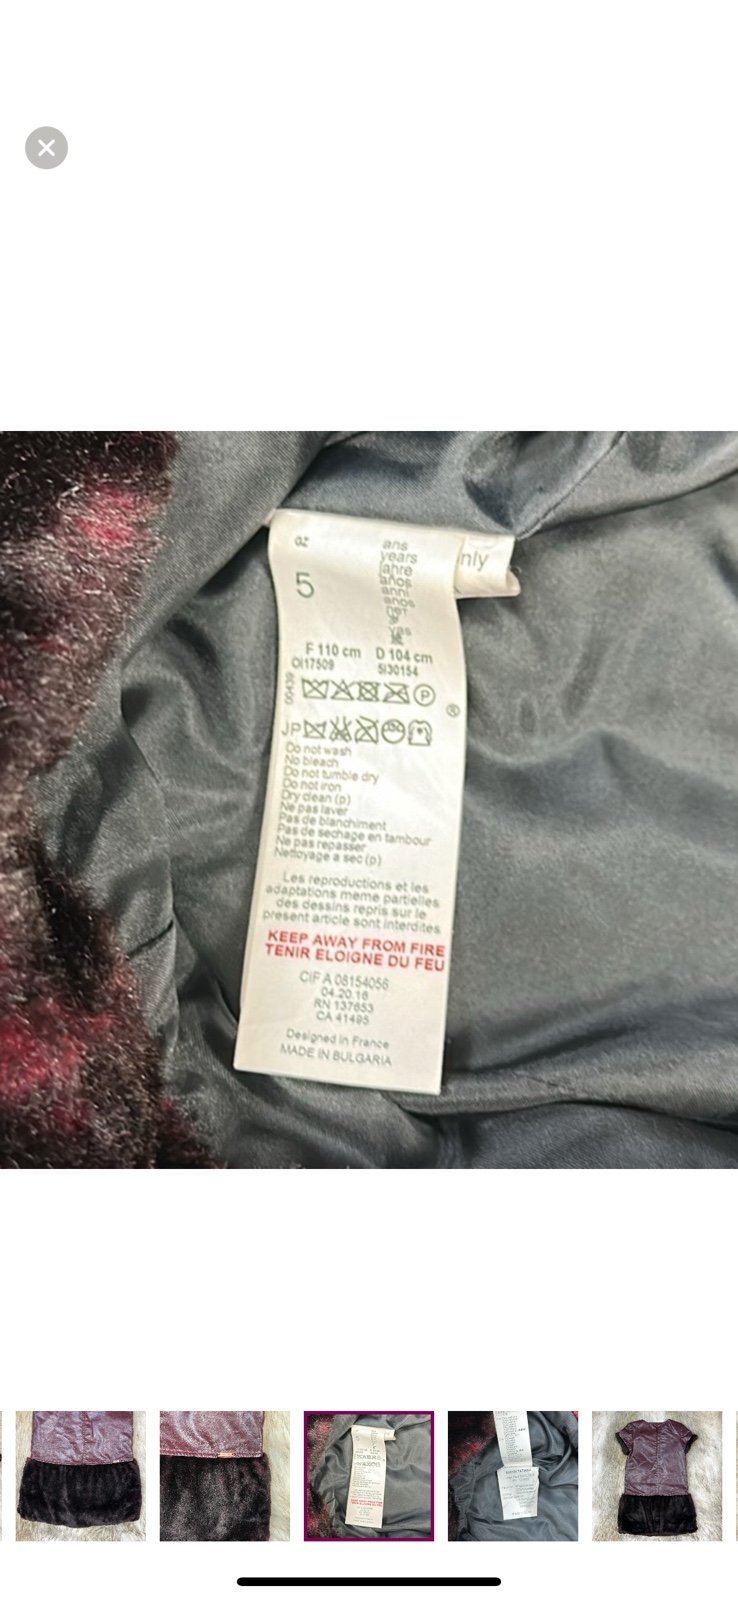 oz
ans
years
jahre
años
anni
anos
5
nly
F 110 cm D 104 cm
OI17509 SI30154
00439
P
®
JP
Do not wash
No bleach
Do not tumble dry
Do not iron
Dry clean (p)
Ne pas laver
Pas de blanchiment
Pas de sechage en tambour
Ne pas repasser
Nettoyage a sec (p)
Les reproductions et les
adaptations meme partielles
des dessins repris sur le
present article sont interdites
KEEP AWAY FROM FIRE
TENIR ELOIGNE DU FEU
CIF A 08154056
04.20.16
RN 137653
CA 41495
Designed in France
MADE IN BULGARIA